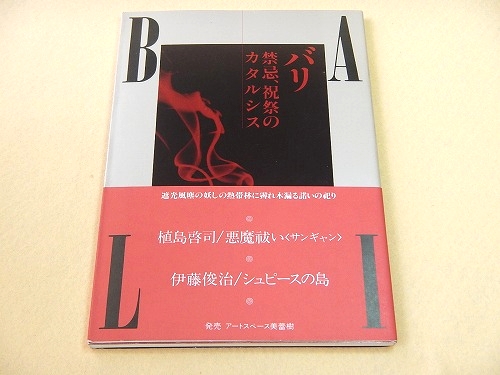 B A
バリ
禁忌、祝祭の
カタルシス
遮光風塵の妖しの熱帯林に溺れ木漏る諾いの祀り
植島啓司/悪魔祓い〈サンギャン〉
伊藤俊治/シュピースの島
L I
発売 アートスペース美蕾樹